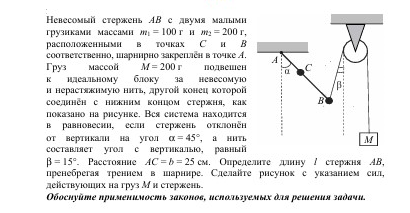 Невесомый стержень AB с двумя малыми
грузиками массами m₁ = 100 г и m₂ = 200 г,
расположенными в точках C и B
соответственно, шарнирно закреплён в точке A.
Груз массой M = 200 г подвешен
к идеальному блоку за невесомую
и нерастяжимую нить, другой конец которой
соединён с нижним концом стержня, как
показано на рисунке. Вся система находится
в равновесии, если стержень отклонён
от вертикали на угол α = 45°, а нить
составляет угол с вертикалью, равный
β = 15°. Расстояние AC = b = 25 см. Определите длину l стержня AB,
пренебрегая трением в шарнире. Сделайте рисунок с указанием сил,
действующих на груз M и стержень.
Обоснуйте применимость законов, используемых для решения задачи.
A
α
C
B
β
M